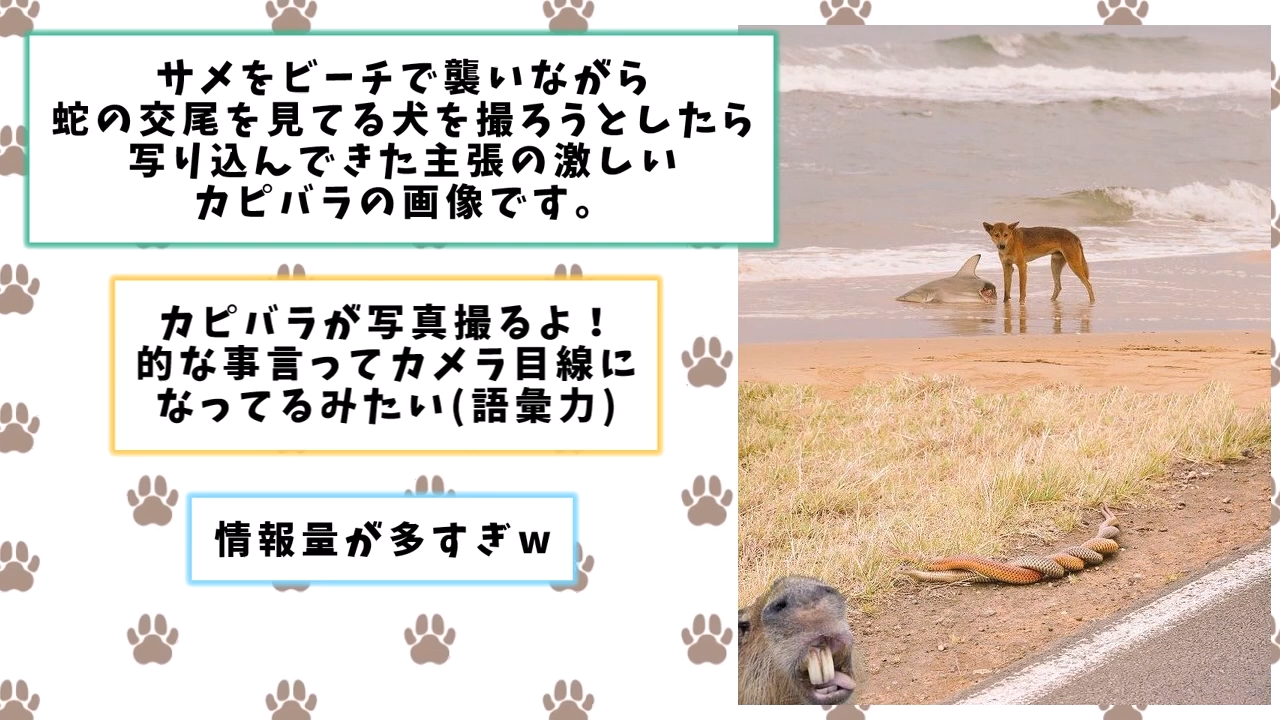 サメをビーチで襲いながら
蛇の交尾を見てる犬を撮ろうとしたら
写り込んできた主張の激しい
カピバラの画像です。
カピバラが写真撮るよ！
的な事言ってカメラ目線に
なってるみたい(語彙力)
情報量が多すぎｗ